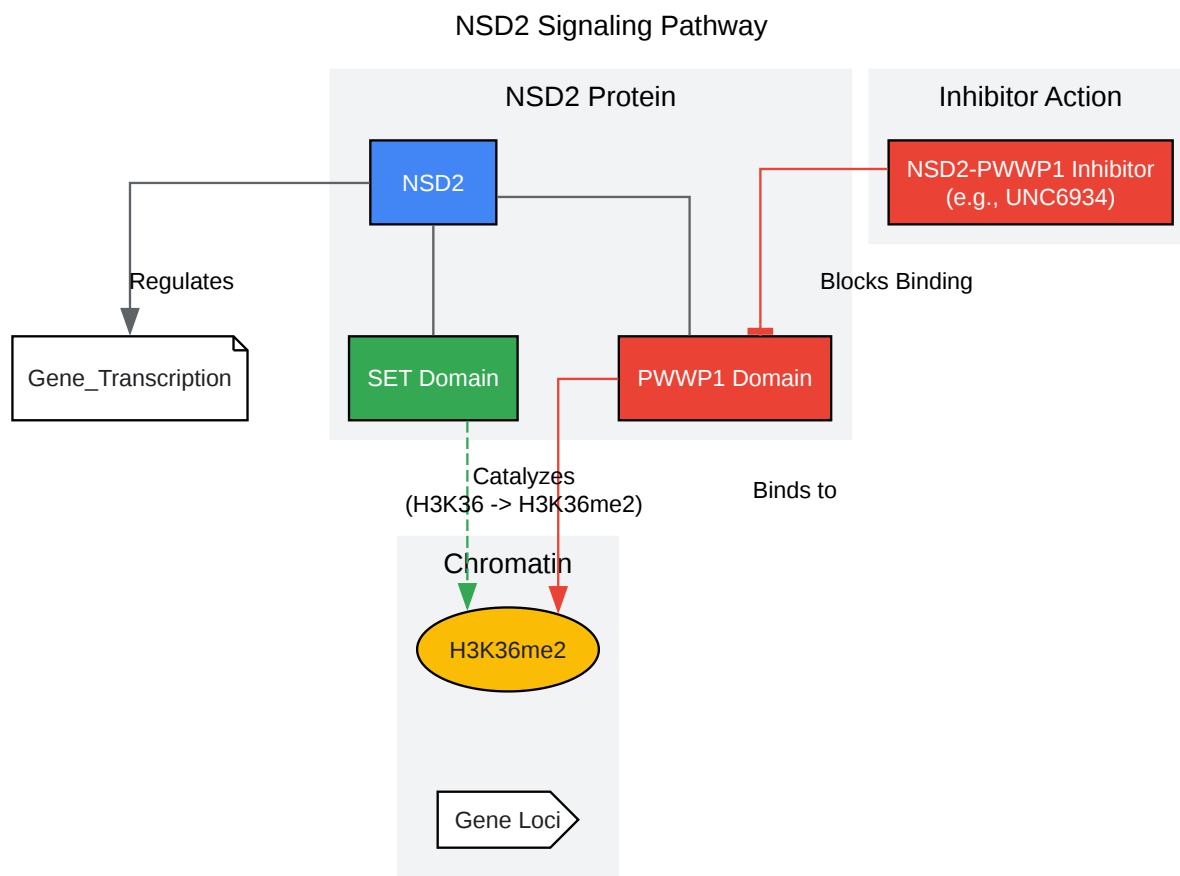 NSD2 Signaling Pathway
NSD2 Protein
Inhibitor Action
NSD2
NSD2-PWWP1 Inhibitor
(e.g., UNC6934)
Regulates
Blocks Binding
Gene_Transcription
SET Domain
PWWP1 Domain
Catalyzes
(H3K36 -> H3K36me2)
Binds to
Chromatin
H3K36me2
Gene Loci